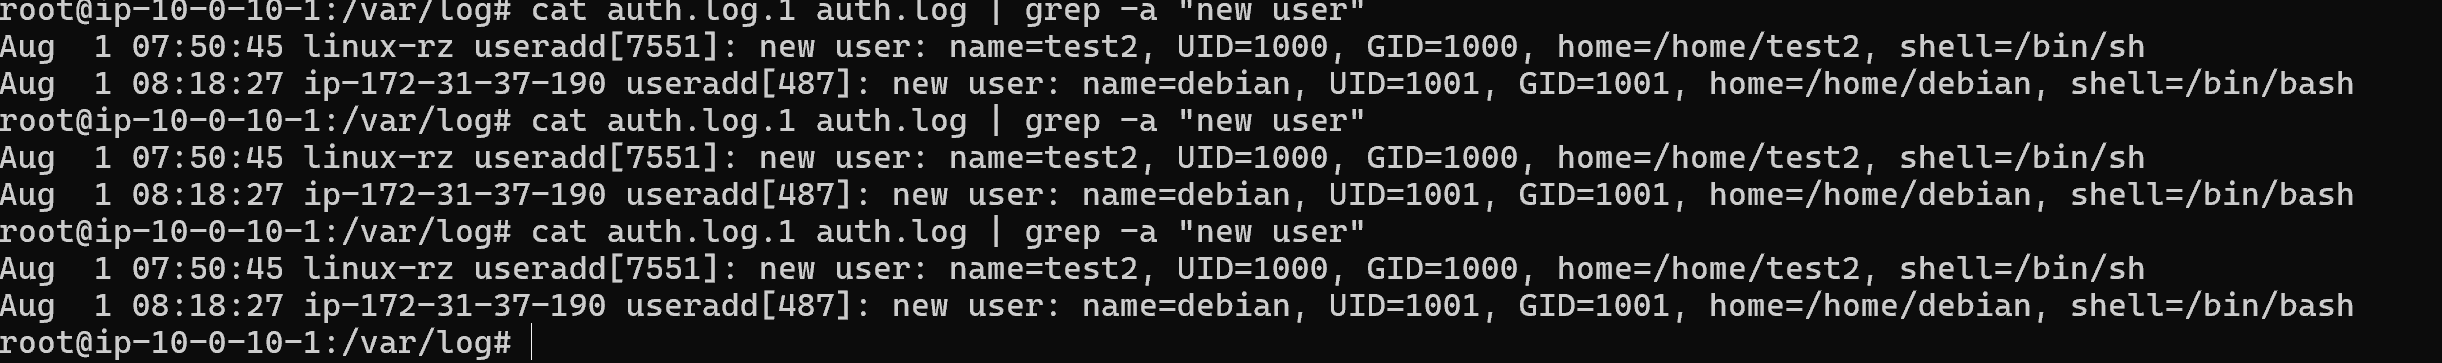 root@ip-10-0-10-1:/var/log# cat auth.log.1 auth.log | grep -a "new user"
Aug  1 07:50:45 linux-rz useradd[7551]: new user: name=test2, UID=1000, GID=1000, home=/home/test2, shell=/bin/sh
Aug  1 08:18:27 ip-172-31-37-190 useradd[487]: new user: name=debian, UID=1001, GID=1001, home=/home/debian, shell=/bin/bash
root@ip-10-0-10-1:/var/log# cat auth.log.1 auth.log | grep -a "new user"
Aug  1 07:50:45 linux-rz useradd[7551]: new user: name=test2, UID=1000, GID=1000, home=/home/test2, shell=/bin/sh
Aug  1 08:18:27 ip-172-31-37-190 useradd[487]: new user: name=debian, UID=1001, GID=1001, home=/home/debian, shell=/bin/bash
root@ip-10-0-10-1:/var/log# cat auth.log.1 auth.log | grep -a "new user"
Aug  1 07:50:45 linux-rz useradd[7551]: new user: name=test2, UID=1000, GID=1000, home=/home/test2, shell=/bin/sh
Aug  1 08:18:27 ip-172-31-37-190 useradd[487]: new user: name=debian, UID=1001, GID=1001, home=/home/debian, shell=/bin/bash
root@ip-10-0-10-1:/var/log#